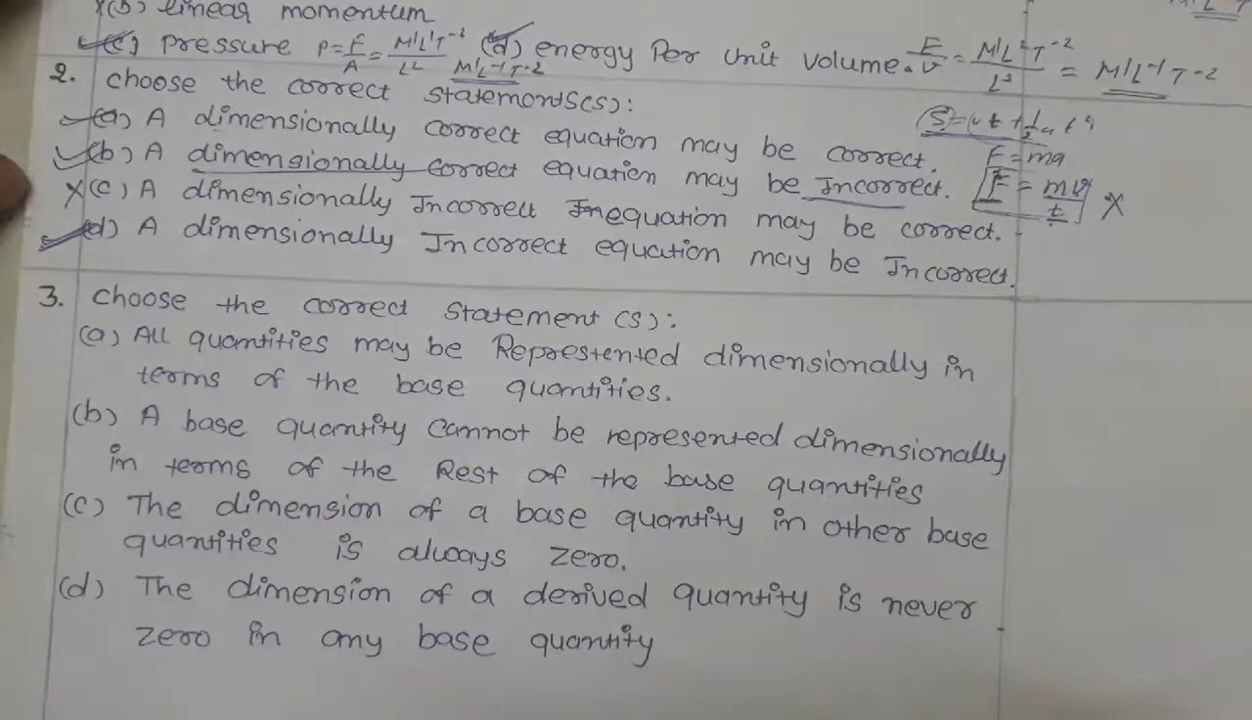 x(b) linear momentum
(c) pressure P=F/A = M¹L¹T⁻²/L² M¹L⁻¹T⁻² (d) energy Per Unit volume. E/V = M¹L²T⁻²/L³ = M¹L⁻¹T⁻²
2. choose the correct statements(s):
(a) A dimensionally correct equation may be correct.
(b) A dimensionally correct equation may be Incorrect. F=ma
x(c) A dimensionally Incorrect equation may be correct. F = mv/t X
(d) A dimensionally Incorrect equation may be Incorrect.
3. choose the correct Statement (s):
(a) All quantities may be Represtented dimensionally in
terms of the base quantities.
(b) A base quantity cannot be represented dimensionally
in terms of the Rest of the base quantities
(c) The dimension of a base quantity in other base
quantities is always zero.
(d) The dimension of a derived quantity is never
zero in any base quantity